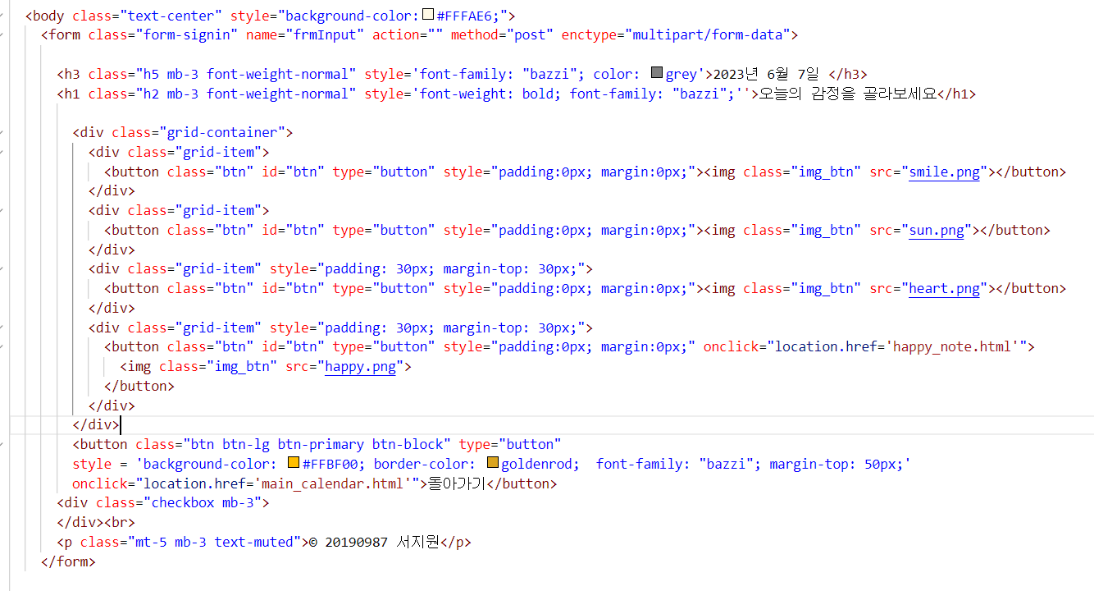 <body class="text-center" style="background-color:#FFFAE6;">
<form class="form-signin" name="frmInput" action="" method="post" enctype="multipart/form-data">
<h3 class="h5 mb-3 font-weight-normal" style='font-family: "bazzi"; color: grey'>2023년 6월 7일 </h3>
<h1 class="h2 mb-3 font-weight-normal" style='font-weight: bold; font-family: "bazzi";''>오늘의 감정을 골라보세요</h1>
<div class="grid-container">
<div class="grid-item">
<button class="btn" id="btn" type="button" style="padding:0px; margin:0px;"><img class="img_btn" src="smile.png"></button>
</div>
<div class="grid-item">
<button class="btn" id="btn" type="button" style="padding:0px; margin:0px;"><img class="img_btn" src="sun.png"></button>
</div>
<div class="grid-item" style="padding: 30px; margin-top: 30px;">
<button class="btn" id="btn" type="button" style="padding:0px; margin:0px;"><img class="img_btn" src="heart.png"></button>
</div>
<div class="grid-item" style="padding: 30px; margin-top: 30px;">
<button class="btn" id="btn" type="button" style="padding:0px; margin:0px;" onclick="location.href='happy_note.html'">
<img class="img_btn" src="happy.png">
</button>
</div>
</div>
<button class="btn btn-lg btn-primary btn-block" type="button"
style = 'background-color: #FFBF00; border-color: goldenrod;  font-family: "bazzi"; margin-top: 50px;'
onclick="location.href='main_calendar.html'">돌아가기</button>
<div class="checkbox mb-3">
</div><br>
<p class="mt-5 mb-3 text-muted">© 20190987 서지원</p>
</form>